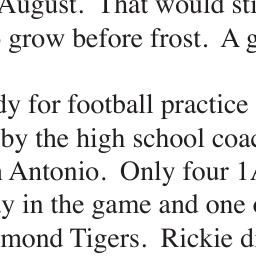 August. That would sti
grow before frost. A g
dy for football practice
by the high school coac
Antonio. Only four 1A
y in the game and one
mond Tigers. Rickie di